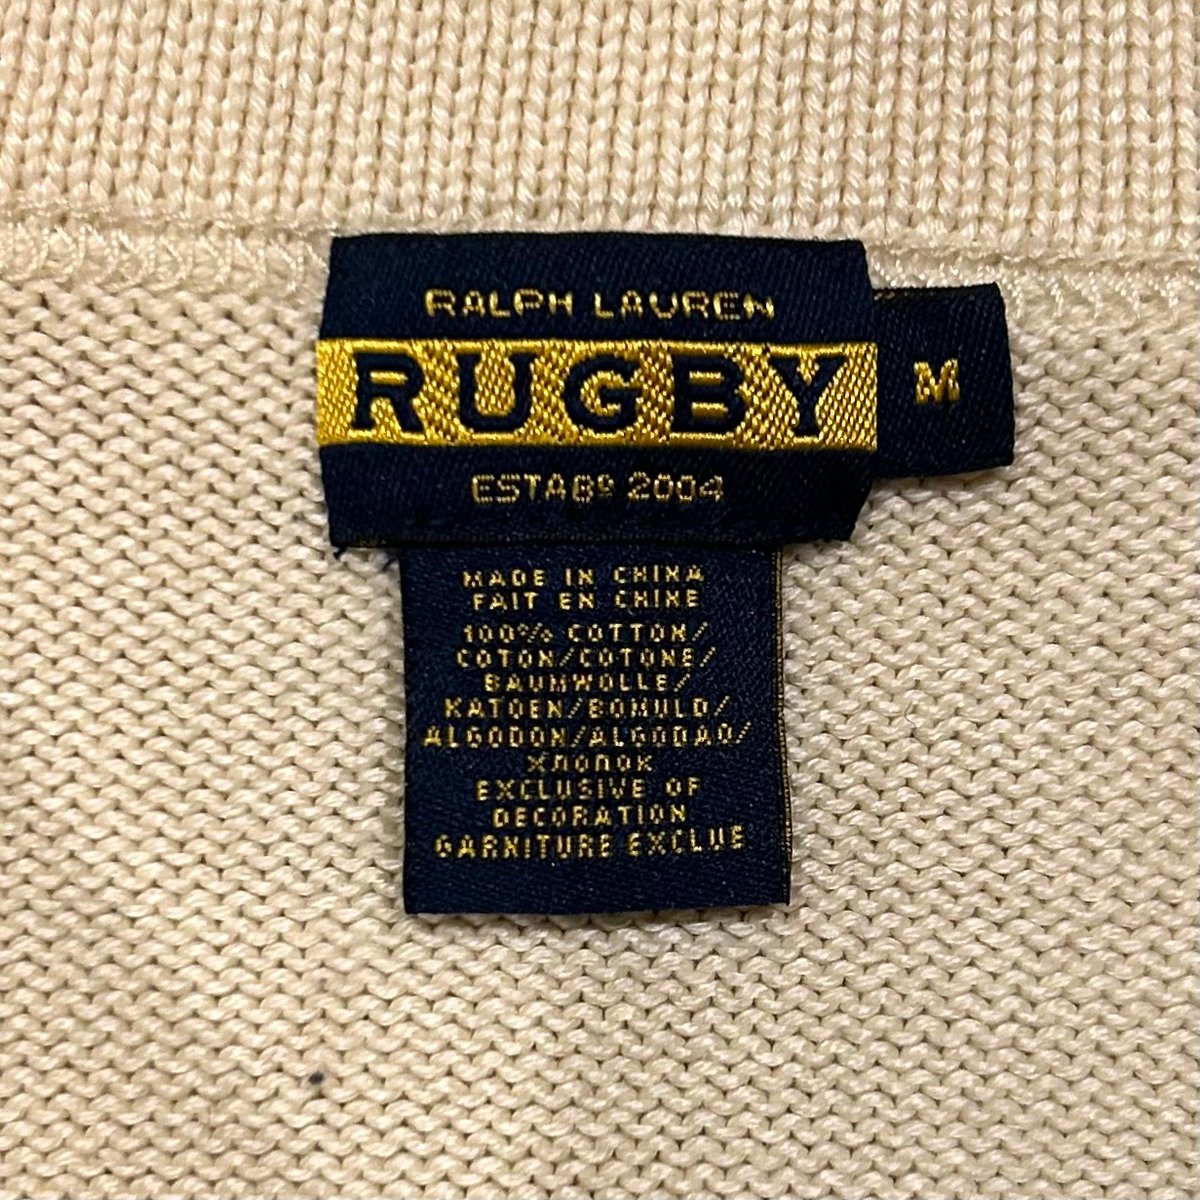 RALPH LAUREN
RUGBY
M
ESTABD 2004
MADE IN CHINA
FAIT EN CHINE
100% COTTON/
COTON/COTONE/
BAUMWOLLE/
KATOEN/BOMULD/
ALGODON/ALGODAO/
хлопок
EXCLUSIVE OF
DECORATION
GARNITURE EXCLUE